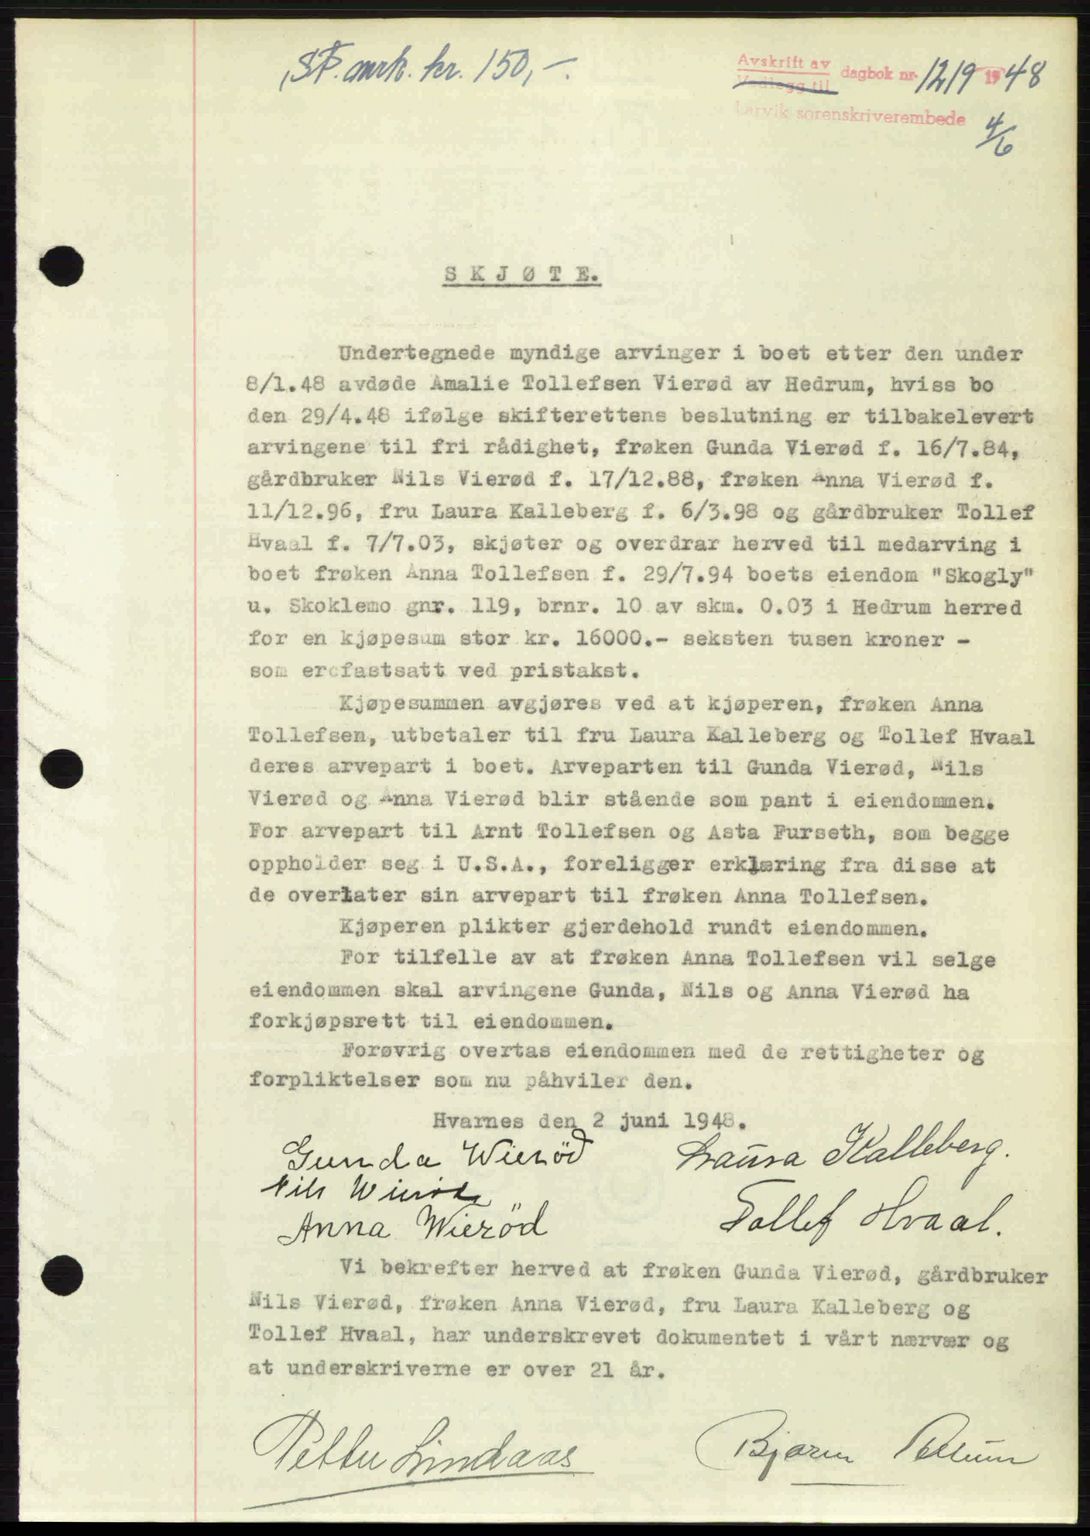 St. mrk. kr. 150,-.
Avskrift av
Vedlegg til dagbok nr. 1219 1948
Larvik sorenskriverembede
4/6
SKJØTE.
Undertegnede myndige arvinger i boet etter den under
8/1.48 avdøde Amalie Tollefsen Vierød av Hedrum, hviss bo
den 29/4.48 ifølge skifterettens beslutning er tilbakelevert
arvingene til fri rådighet, frøken Gunda Vierød f. 16/7.84,
gårdbruker Nils Vierød f. 17/12.88, frøken Anna Vierød f.
11/12.96, fru Laura Kalleberg f. 6/3.98 og gårdbruker Tollef
Hvaal f. 7/7.03, skjøter og overdrar herved til medarving i
boet frøken Anna Tollefsen f. 29/7.94 boets eiendom "Skogly"
u. Skoklemo gnr. 119, brnr. 10 av skm. 0.03 i Hedrum herred
for en kjøpesum stor kr. 16000.- seksten tusen kroner -
som er fastsatt ved pristakst.
Kjøpesummen avgjøres ved at kjøperen, frøken Anna
Tollefsen, utbetaler til fru Laura Kalleberg og Tollef Hvaal
deres arvepart i boet. Arveparten til Gunda Vierød, Nils
Vierød og Anna Vierød blir stående som pant i eiendommen.
For arvepart til Arnt Tollefsen og Asta Furseth, som begge
oppholder seg i U.S.A., foreligger erklæring fra disse at
de overlater sin arvepart til frøken Anna Tollefsen.
Kjøperen plikter gjerdehold rundt eiendommen.
For tilfelle av at frøken Anna Tollefsen vil selge
eiendommen skal arvingene Gunda, Nils og Anna Vierød ha
forkjøpsrett til eiendommen.
Forøvrig overtas eiendommen med de rettigheter og
forpliktelser som nu påhviler den.
Hvarnes den 2 juni 1948.
Gunda Wieröd Laura Kalleberg.
Nils Wieröd
Anna Wieröd Tollef Hvaal.
Vi bekrefter herved at frøken Gunda Vierød, gårdbruker
Nils Vierød, frøken Anna Vierød, fru Laura Kalleberg og
Tollef Hvaal, har underskrevet dokumentet i vårt nærvær og
at underskriverne er over 21 år.
Petter Lindaas Bjarne